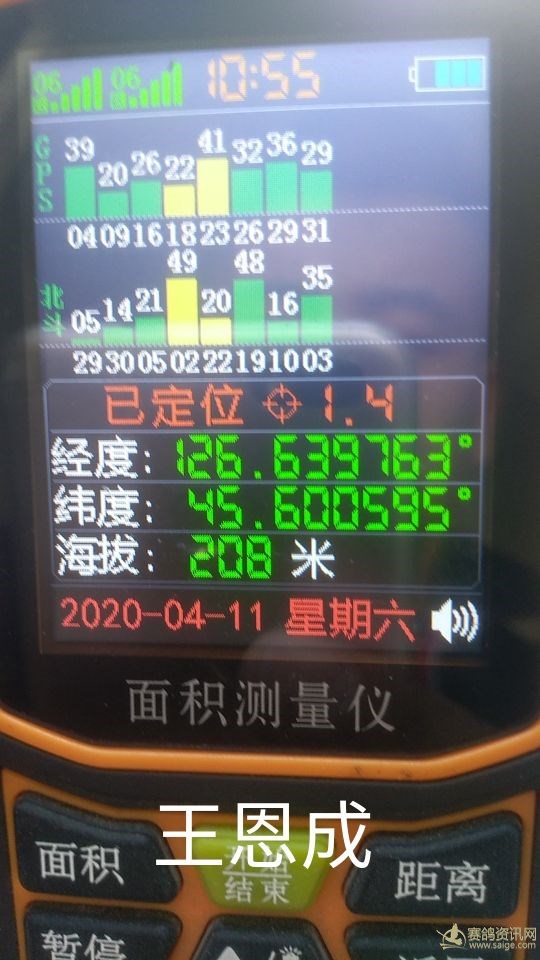 06 06 10:55
GPS
39 20 26 22 41 32 36 29
04 09 16 18 23 26 29 31
北斗
05 14 21 49 20 48 16 35
29 30 05 02 22 19 10 03
已定位 1.4
经度: 126.639763°
纬度: 45.600595°
海拔: 208 米
2020-04-11 星期六
面积测量仪
王恩成
面积
结束
距离
暂停
赛鸽资讯网
www.saige.com